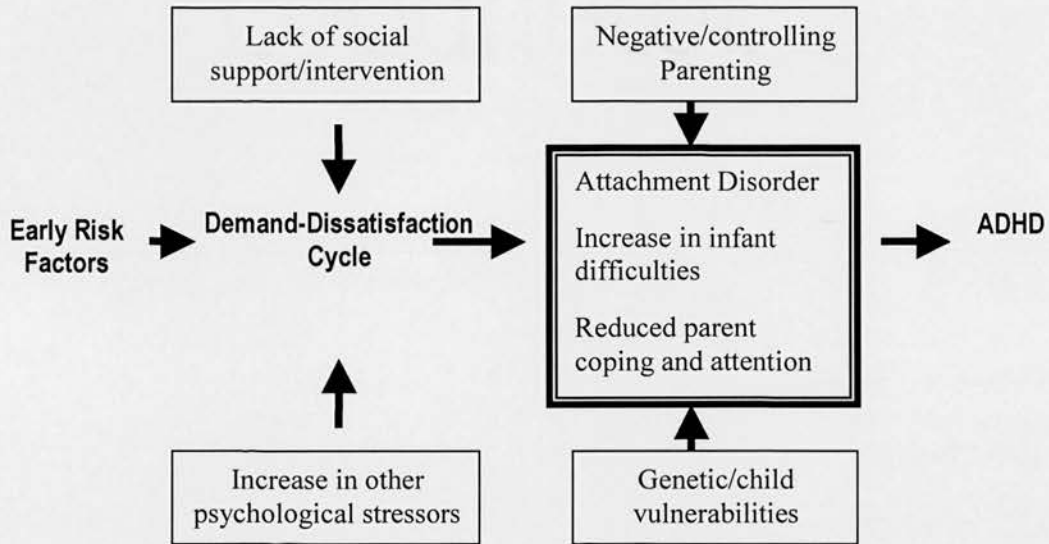 Lack of social
support/intervention
Negative/controlling
Parenting
Early Risk
Factors
Demand-Dissatisfaction
Cycle
Attachment Disorder
Increase in infant
difficulties
Reduced parent
coping and attention
ADHD
Increase in other
psychological stressors
Genetic/child
vulnerabilities